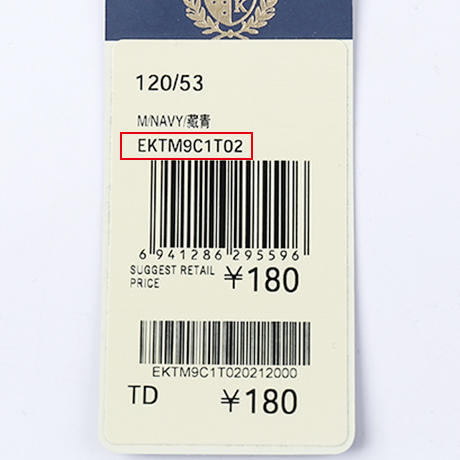 K
120/53
M/NAVY/藏青
EKTM9C1T02
6 941286 295596
SUGGEST RETAIL PRICE ￥180
EKTM9C1T020212000
TD ￥180